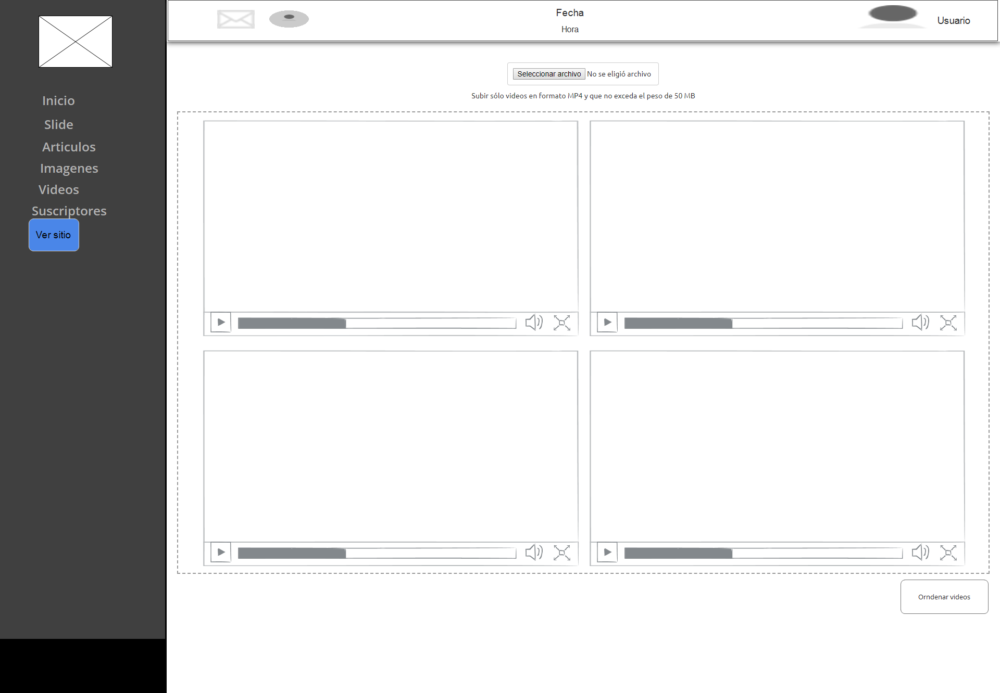 Fecha
Hora
Usuario
Inicio
Slide
Articulos
Imagenes
Videos
Suscriptores
Ver sitio
Seleccionar archivo No se eligió archivo
Subir sólo videos en formato MP4 y que no exceda el peso de 50 MB
Orndenar videos